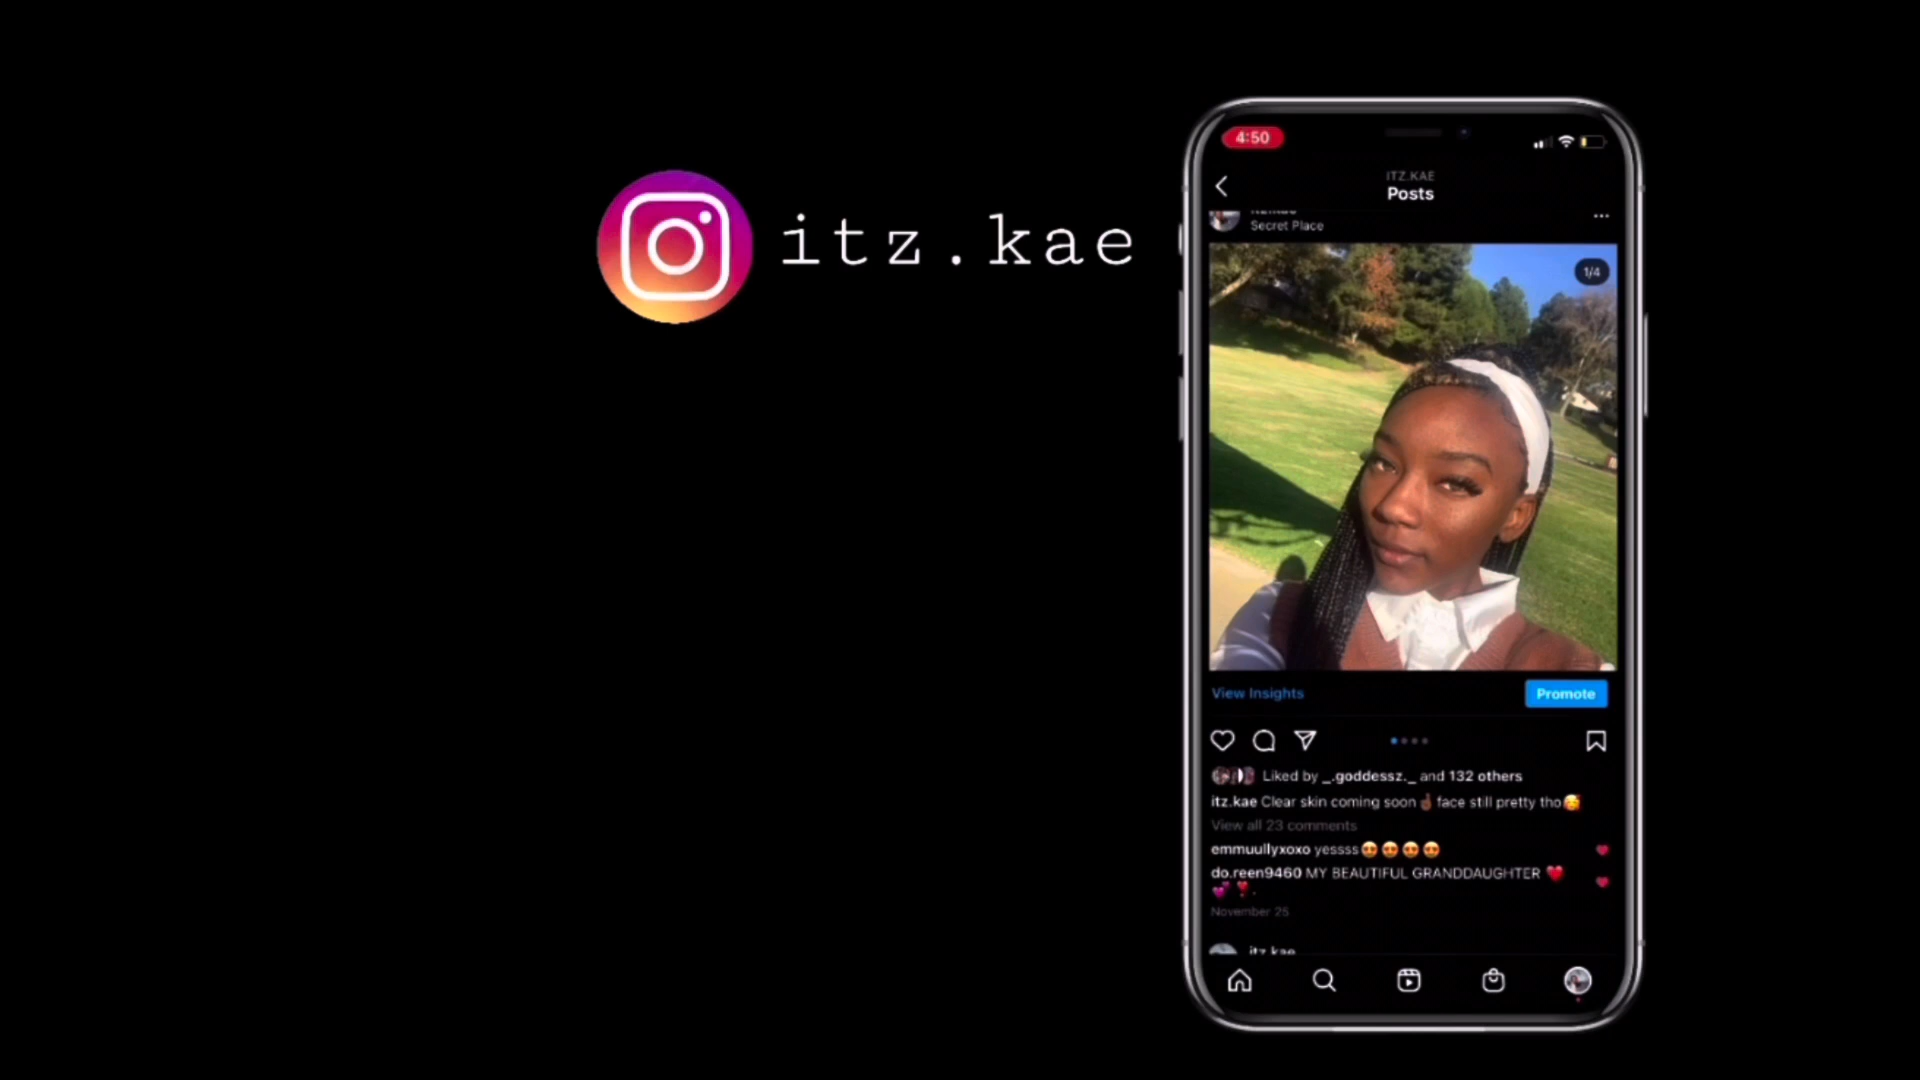 itz.kae
4:50
ITZ.KAE
Posts
Secret Place
1/4
View Insights
Promote
Liked by _.goddessz._ and 132 others
itz.kae Clear skin coming soon🤞🏾face still pretty tho🥰
View all 23 comments
emmuullyxoxo yessss😍😍😍😍
do.reen9460 MY BEAUTIFUL GRANDDAUGHTER ❤️
💕❣️.
November 25
itz.kae